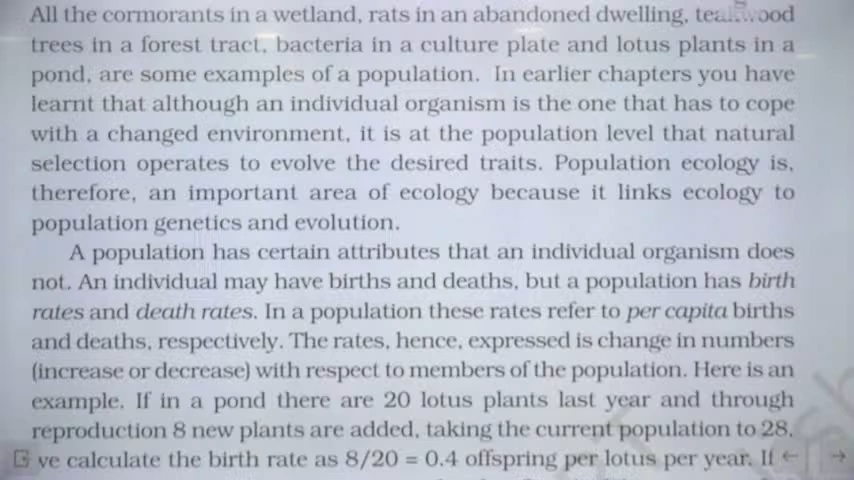 All the cormorants in a wetland, rats in an abandoned dwelling, teakwood
trees in a forest tract, bacteria in a culture plate and lotus plants in a
pond, are some examples of a population. In earlier chapters you have
learnt that although an individual organism is the one that has to cope
with a changed environment, it is at the population level that natural
selection operates to evolve the desired traits. Population ecology is,
therefore, an important area of ecology because it links ecology to
population genetics and evolution.
A population has certain attributes that an individual organism does
not. An individual may have births and deaths, but a population has birth
rates and death rates. In a population these rates refer to per capita births
and deaths, respectively. The rates, hence, expressed is change in numbers
(increase or decrease) with respect to members of the population. Here is an
example. If in a pond there are 20 lotus plants last year and through
reproduction 8 new plants are added, taking the current population to 28,
ve calculate the birth rate as 8/20 = 0.4 offspring per lotus per year. If